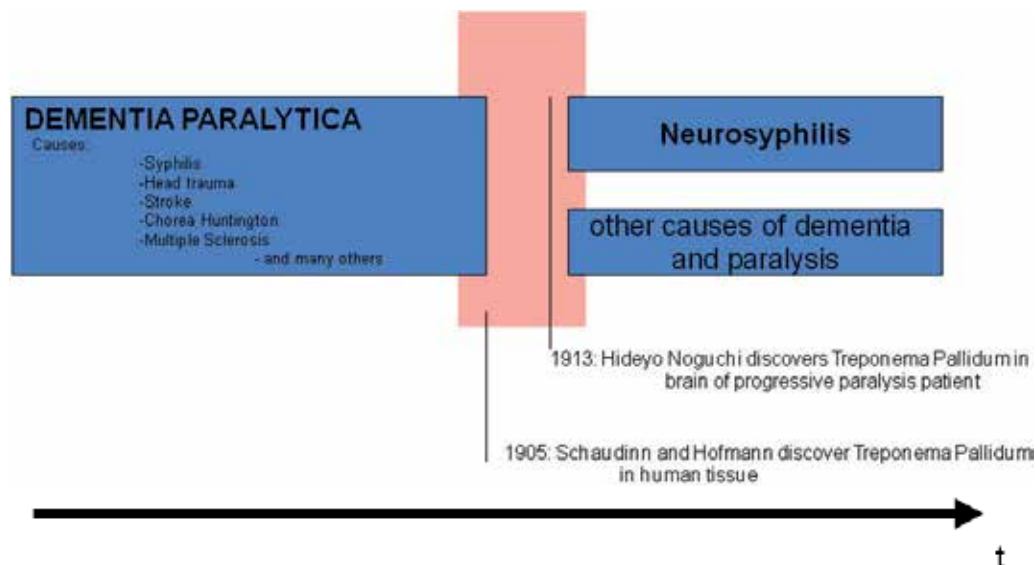 DEMENTIA PARALYTICA
Causes:
-Syphilis
-Head trauma
-Stroke
-Chorea Huntington
-Multiple Sclerosis
- and many others
Neurosyphilis
other causes of dementia
and paralysis
1913: Hideyo Noguchi discovers Treponema Pallidum in
brain of progressive paralysis patient
1905: Schaudinn and Hofmann discover Treponema Pallidum
in human tissue
t